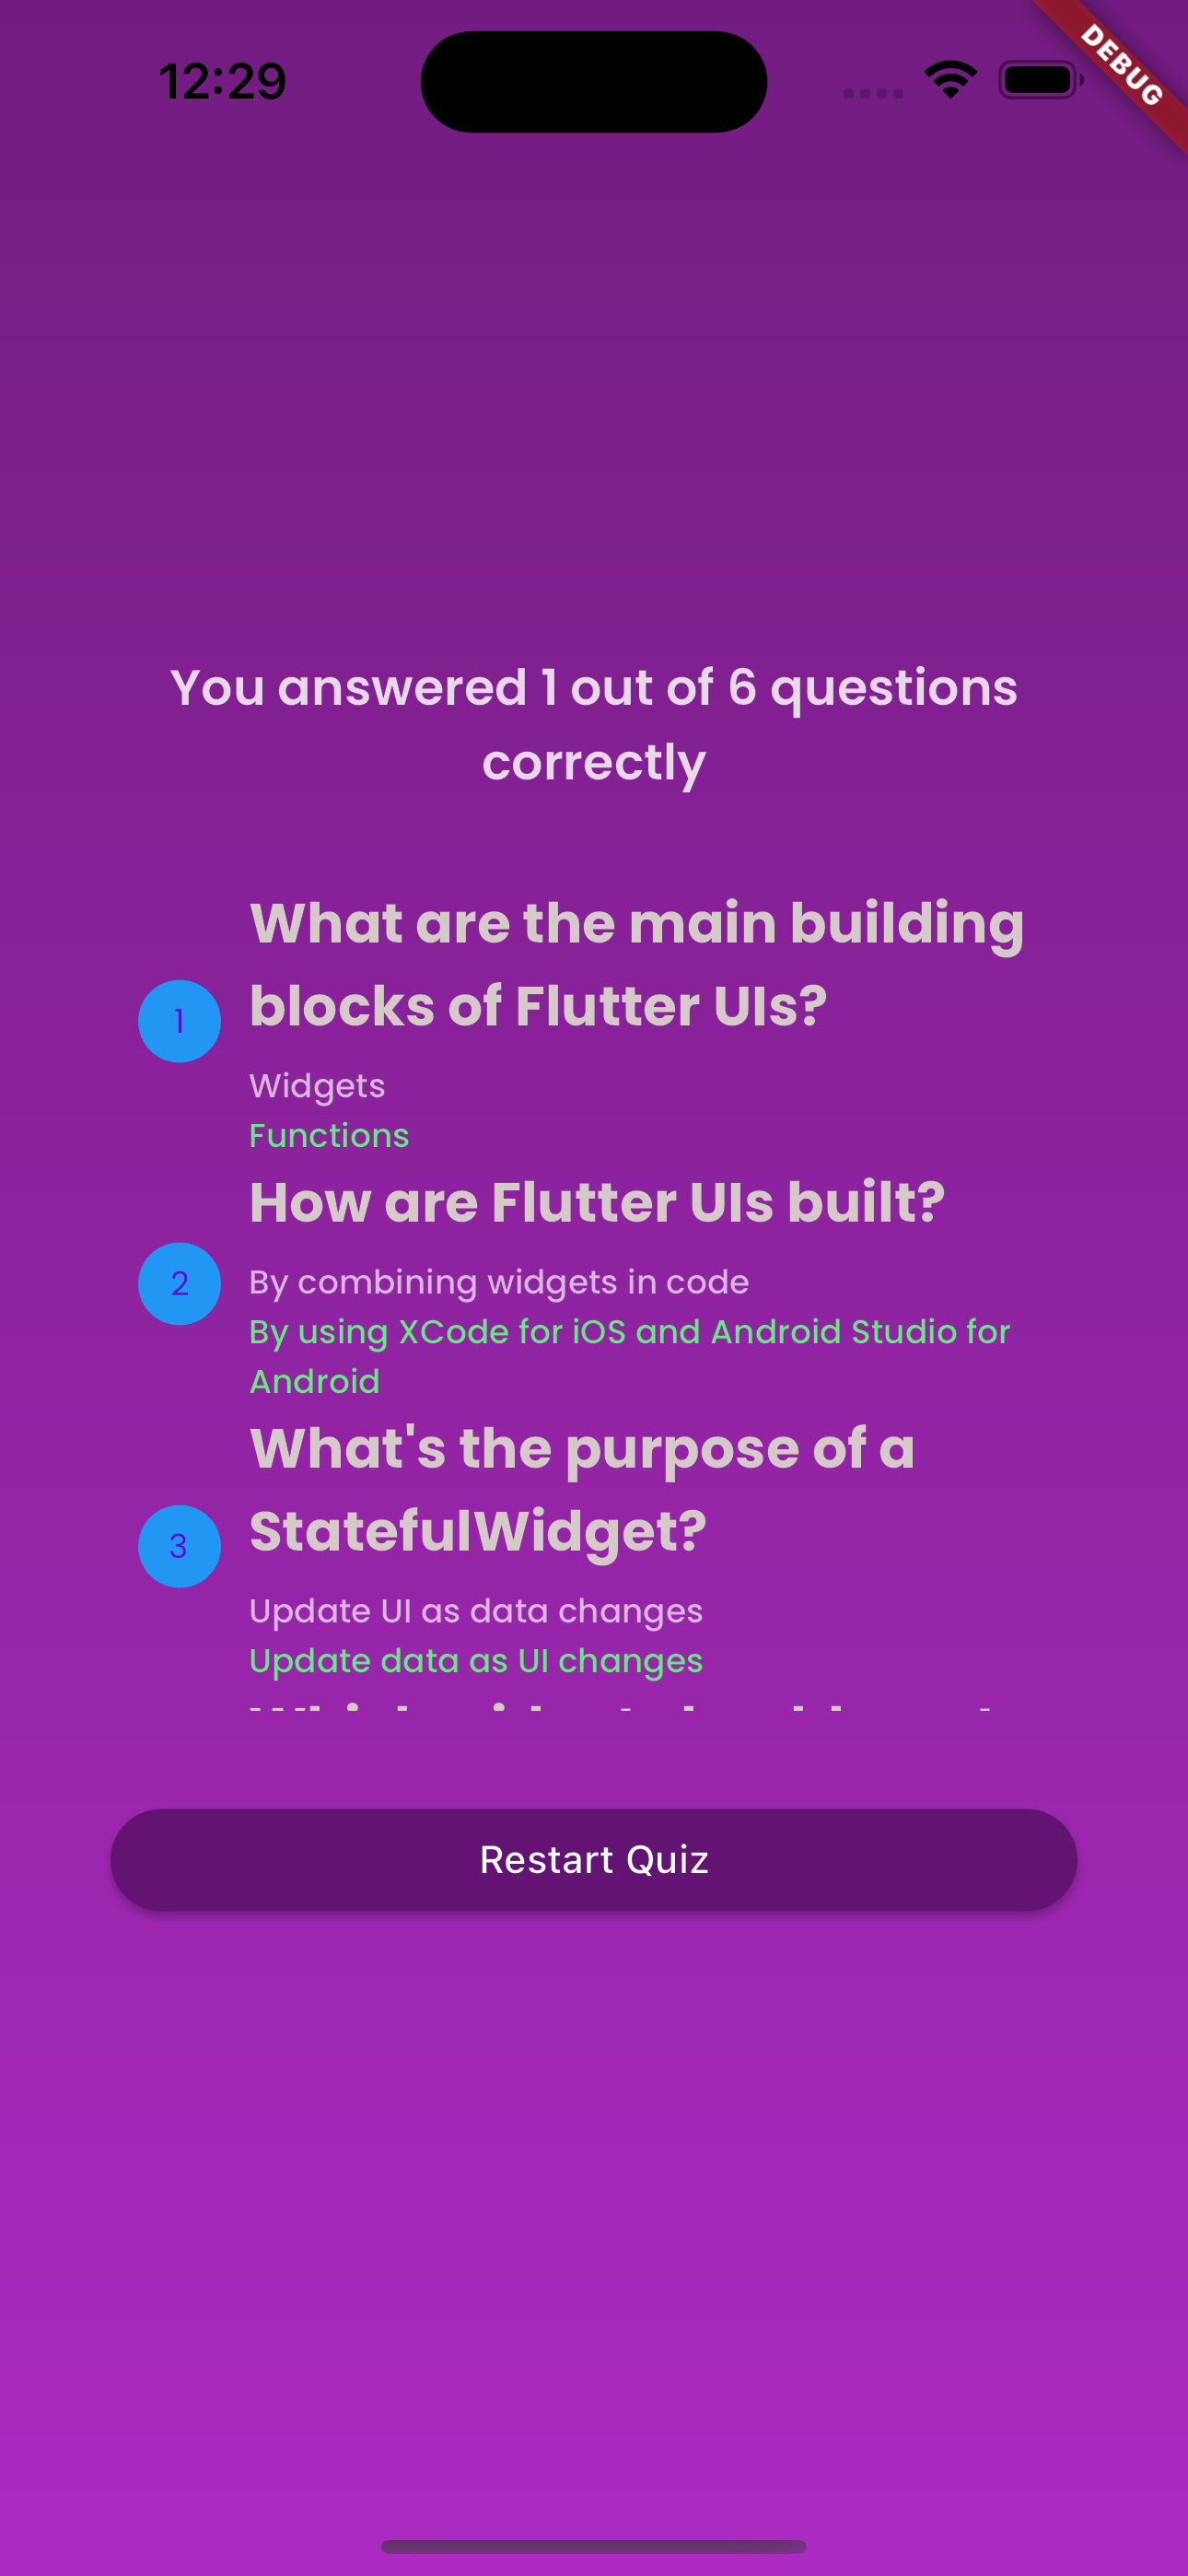 12:29
DEBUG
You answered 1 out of 6 questions
correctly
What are the main building
blocks of Flutter UIs?
1
Widgets
Functions
How are Flutter UIs built?
2
By combining widgets in code
By using XCode for iOS and Android Studio for
Android
What's the purpose of a
StatefulWidget?
3
Update UI as data changes
Update data as UI changes
Restart Quiz